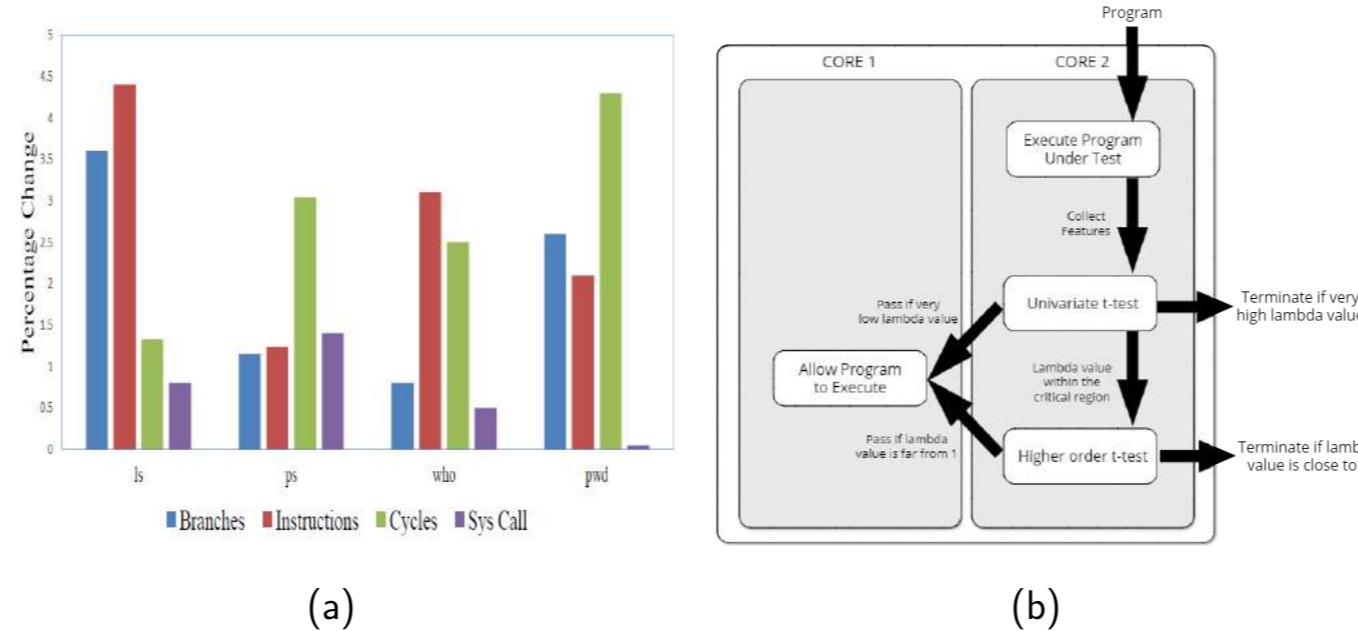 Percentage Change
5
4.5
4
3.5
3
2.5
2
1.5
1
0.5
0
ls
ps
who
pwd
Branches
Instructions
Cycles
Sys Call
(a)
Program
CORE 1
CORE 2
Execute Program
Under Test
Collect
Features
Univariate t-test
Terminate if very
high lambda value
Pass if very
low lambda value
Allow Program
to Execute
Lambda value
within the
critical region
Pass if lambda
value is far from 1
Higher order t-test
Terminate if lamb
value is close to
(b)